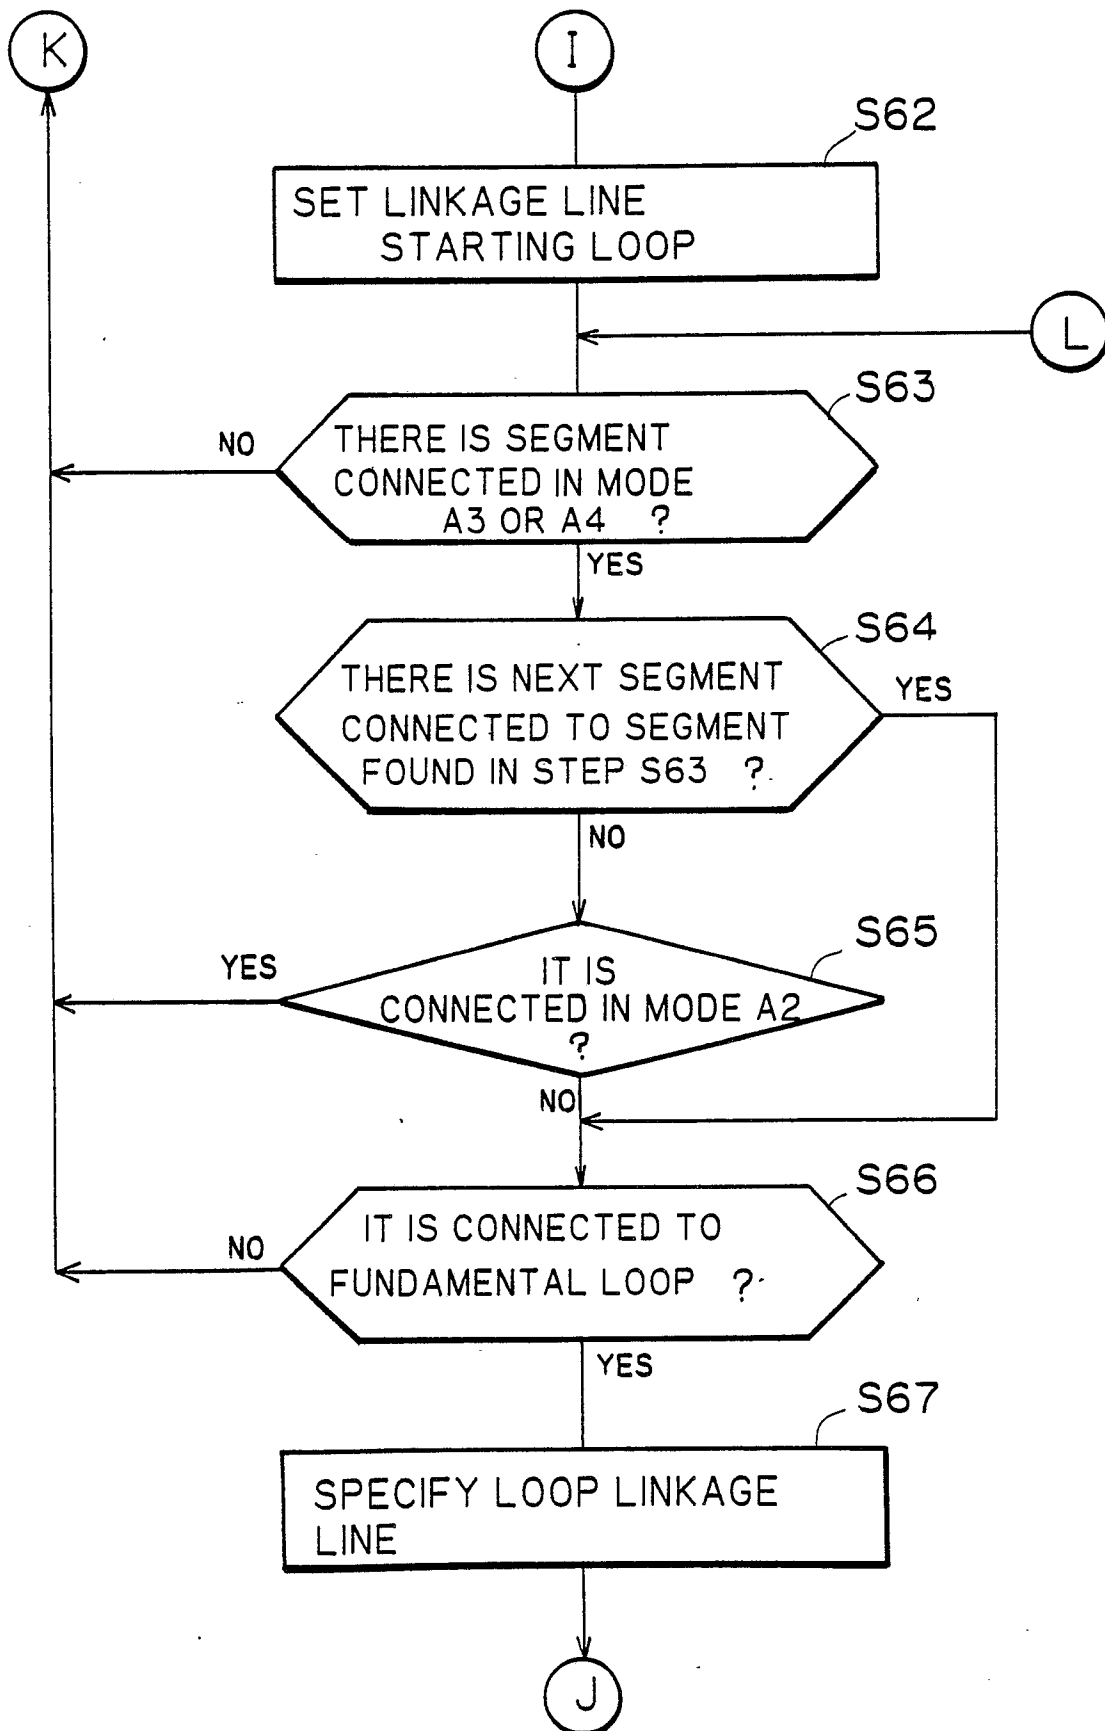 K
I
S62
SET LINKAGE LINE
STARTING LOOP
L
S63
NO
THERE IS SEGMENT
CONNECTED IN MODE
A3 OR A4 ?
YES
S64
THERE IS NEXT SEGMENT
CONNECTED TO SEGMENT
FOUND IN STEP S63 ?
YES
NO
S65
YES
IT IS
CONNECTED IN MODE A2
?
NO
S66
NO
IT IS CONNECTED TO
FUNDAMENTAL LOOP ?
YES
S67
SPECIFY LOOP LINKAGE
LINE
J